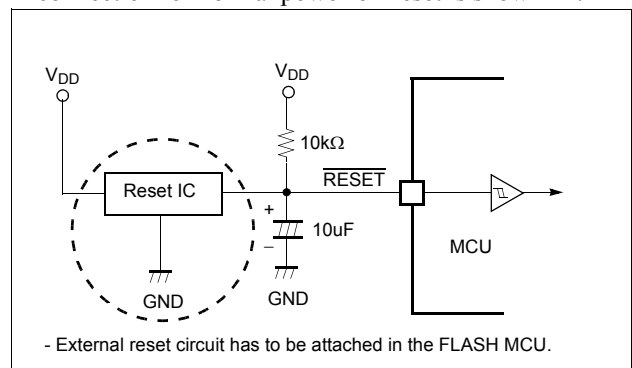 V_DD
V_DD
10kΩ
Reset IC
RESET
+
10uF
−
MCU
GND
GND
- External reset circuit has to be attached in the FLASH MCU.